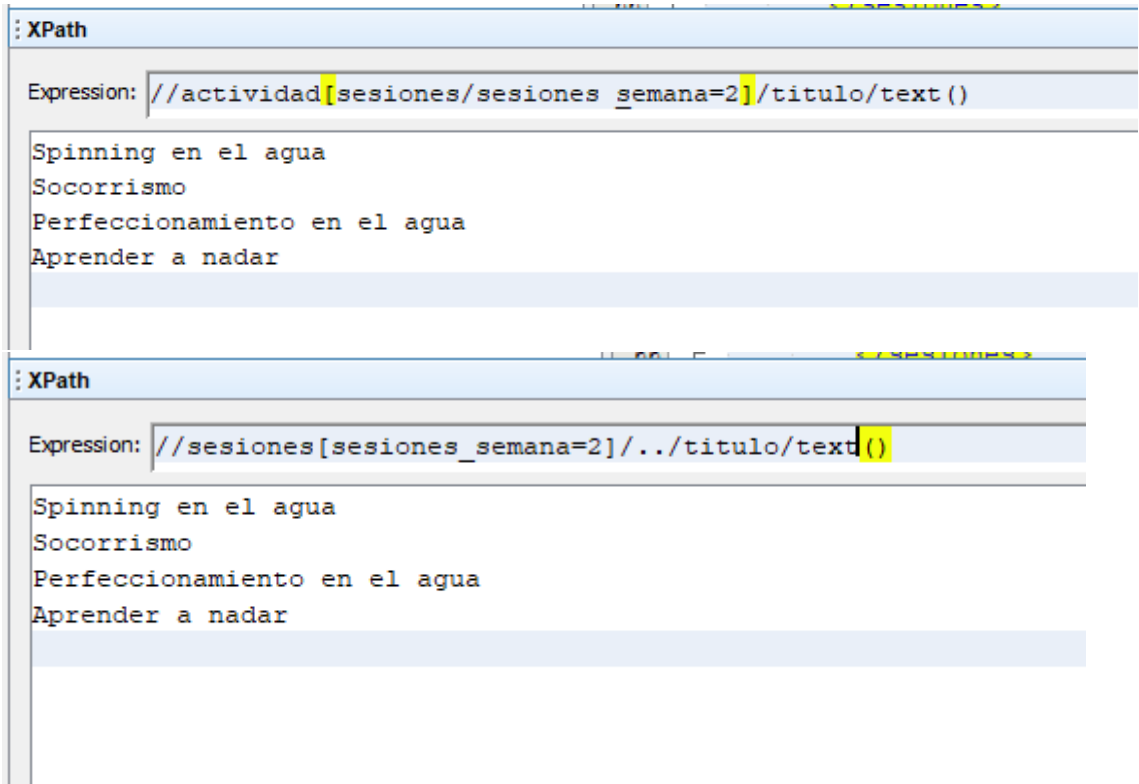 XPath
Expression: //actividad[sesiones/sesiones_semana=2]/titulo/text()
Spinning en el agua
Socorrismo
Perfeccionamiento en el agua
Aprender a nadar
XPath
Expression: //sesiones[sesiones_semana=2]/../titulo/text()
Spinning en el agua
Socorrismo
Perfeccionamiento en el agua
Aprender a nadar